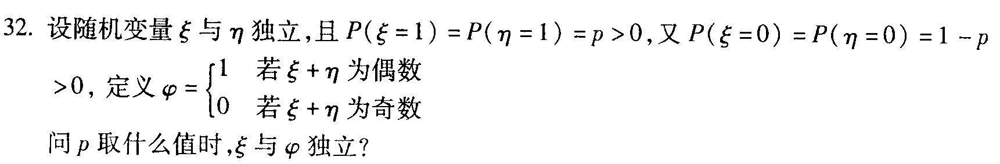 32. 设随机变量 ξ 与 η 独立,且 P(ξ=1) =P(η=1) =p>0,又 P(ξ=0) =P(η=0) =1-p
>0, 定义 φ= {1 若 ξ+η 为偶数
0 若 ξ+η 为奇数
问 p 取什么值时,ξ 与 φ 独立?